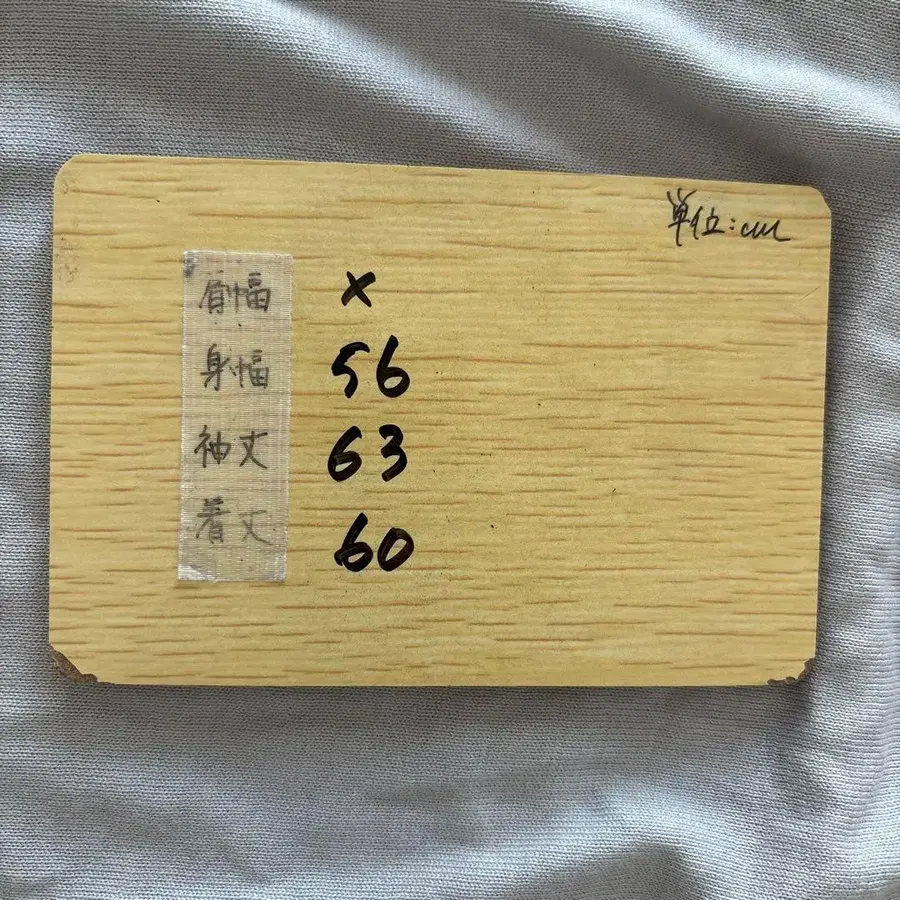 単位:cm
肩幅 ×
身幅 56
袖丈 63
着丈 60